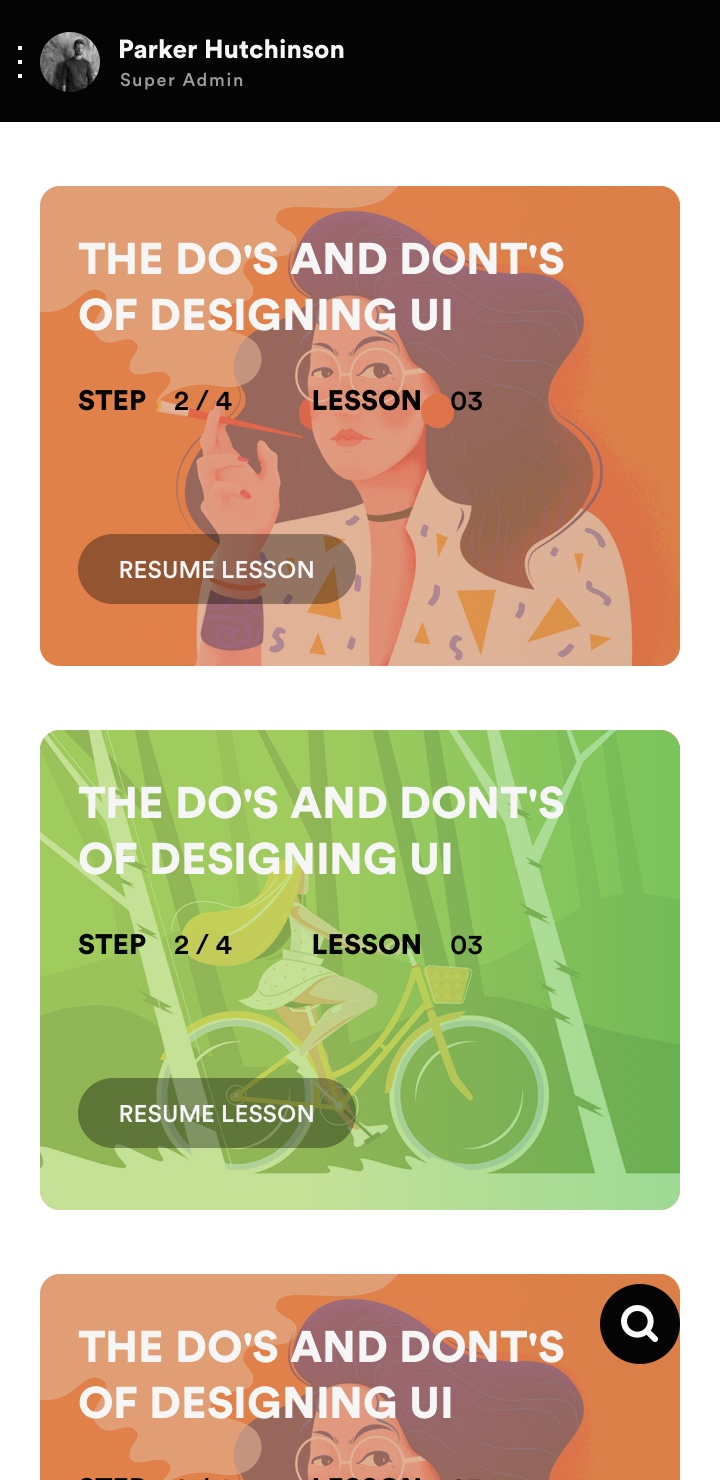 Parker Hutchinson
Super Admin
THE DO'S AND DONT'S
OF DESIGNING UI
STEP 2 / 4 LESSON 03
RESUME LESSON
THE DO'S AND DONT'S
OF DESIGNING UI
STEP 2 / 4 LESSON 03
RESUME LESSON
THE DO'S AND DONT'S
OF DESIGNING UI